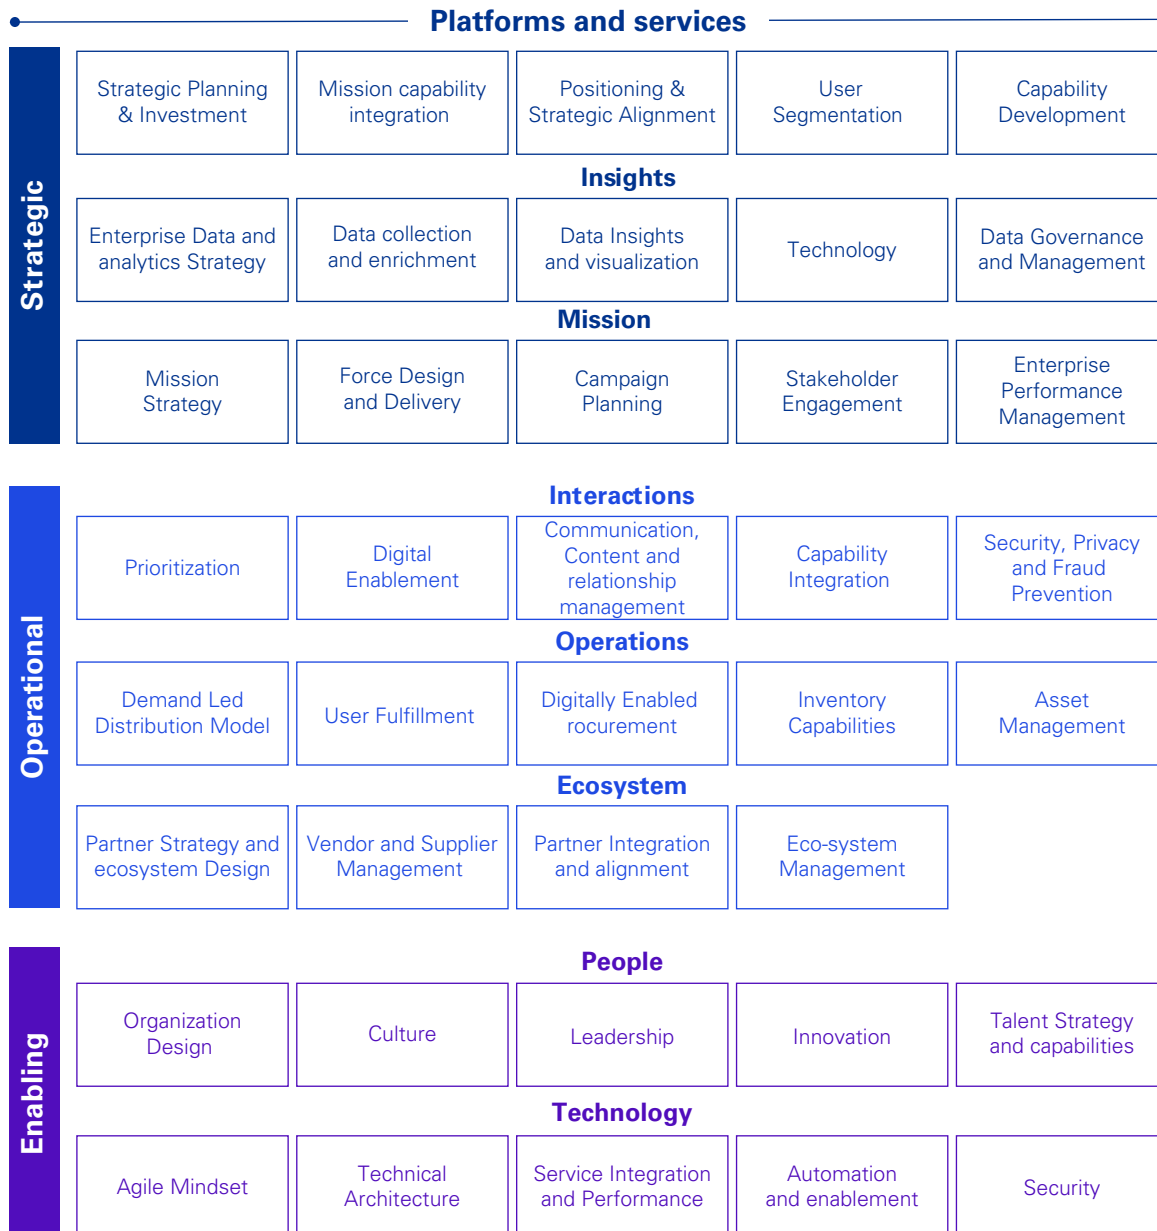 Platforms and services
Strategic
Strategic Planning
& Investment
Mission capability
integration
Positioning &
Strategic Alignment
User
Segmentation
Capability
Development
Insights
Enterprise Data and
analytics Strategy
Data collection
and enrichment
Data Insights
and visualization
Technology
Data Governance
and Management
Mission
Mission
Strategy
Force Design
and Delivery
Campaign
Planning
Stakeholder
Engagement
Enterprise
Performance
Management
Operational
Interactions
Prioritization
Digital
Enablement
Communication,
Content and
relationship
management
Capability
Integration
Security, Privacy
and Fraud
Prevention
Operations
Demand Led
Distribution Model
User Fulfillment
Digitally Enabled
rocurement
Inventory
Capabilities
Asset
Management
Ecosystem
Partner Strategy and
ecosystem Design
Vendor and Supplier
Management
Partner Integration
and alignment
Eco-system
Management
Enabling
People
Organization
Design
Culture
Leadership
Innovation
Talent Strategy
and capabilities
Technology
Agile Mindset
Technical
Architecture
Service Integration
and Performance
Automation
and enablement
Security